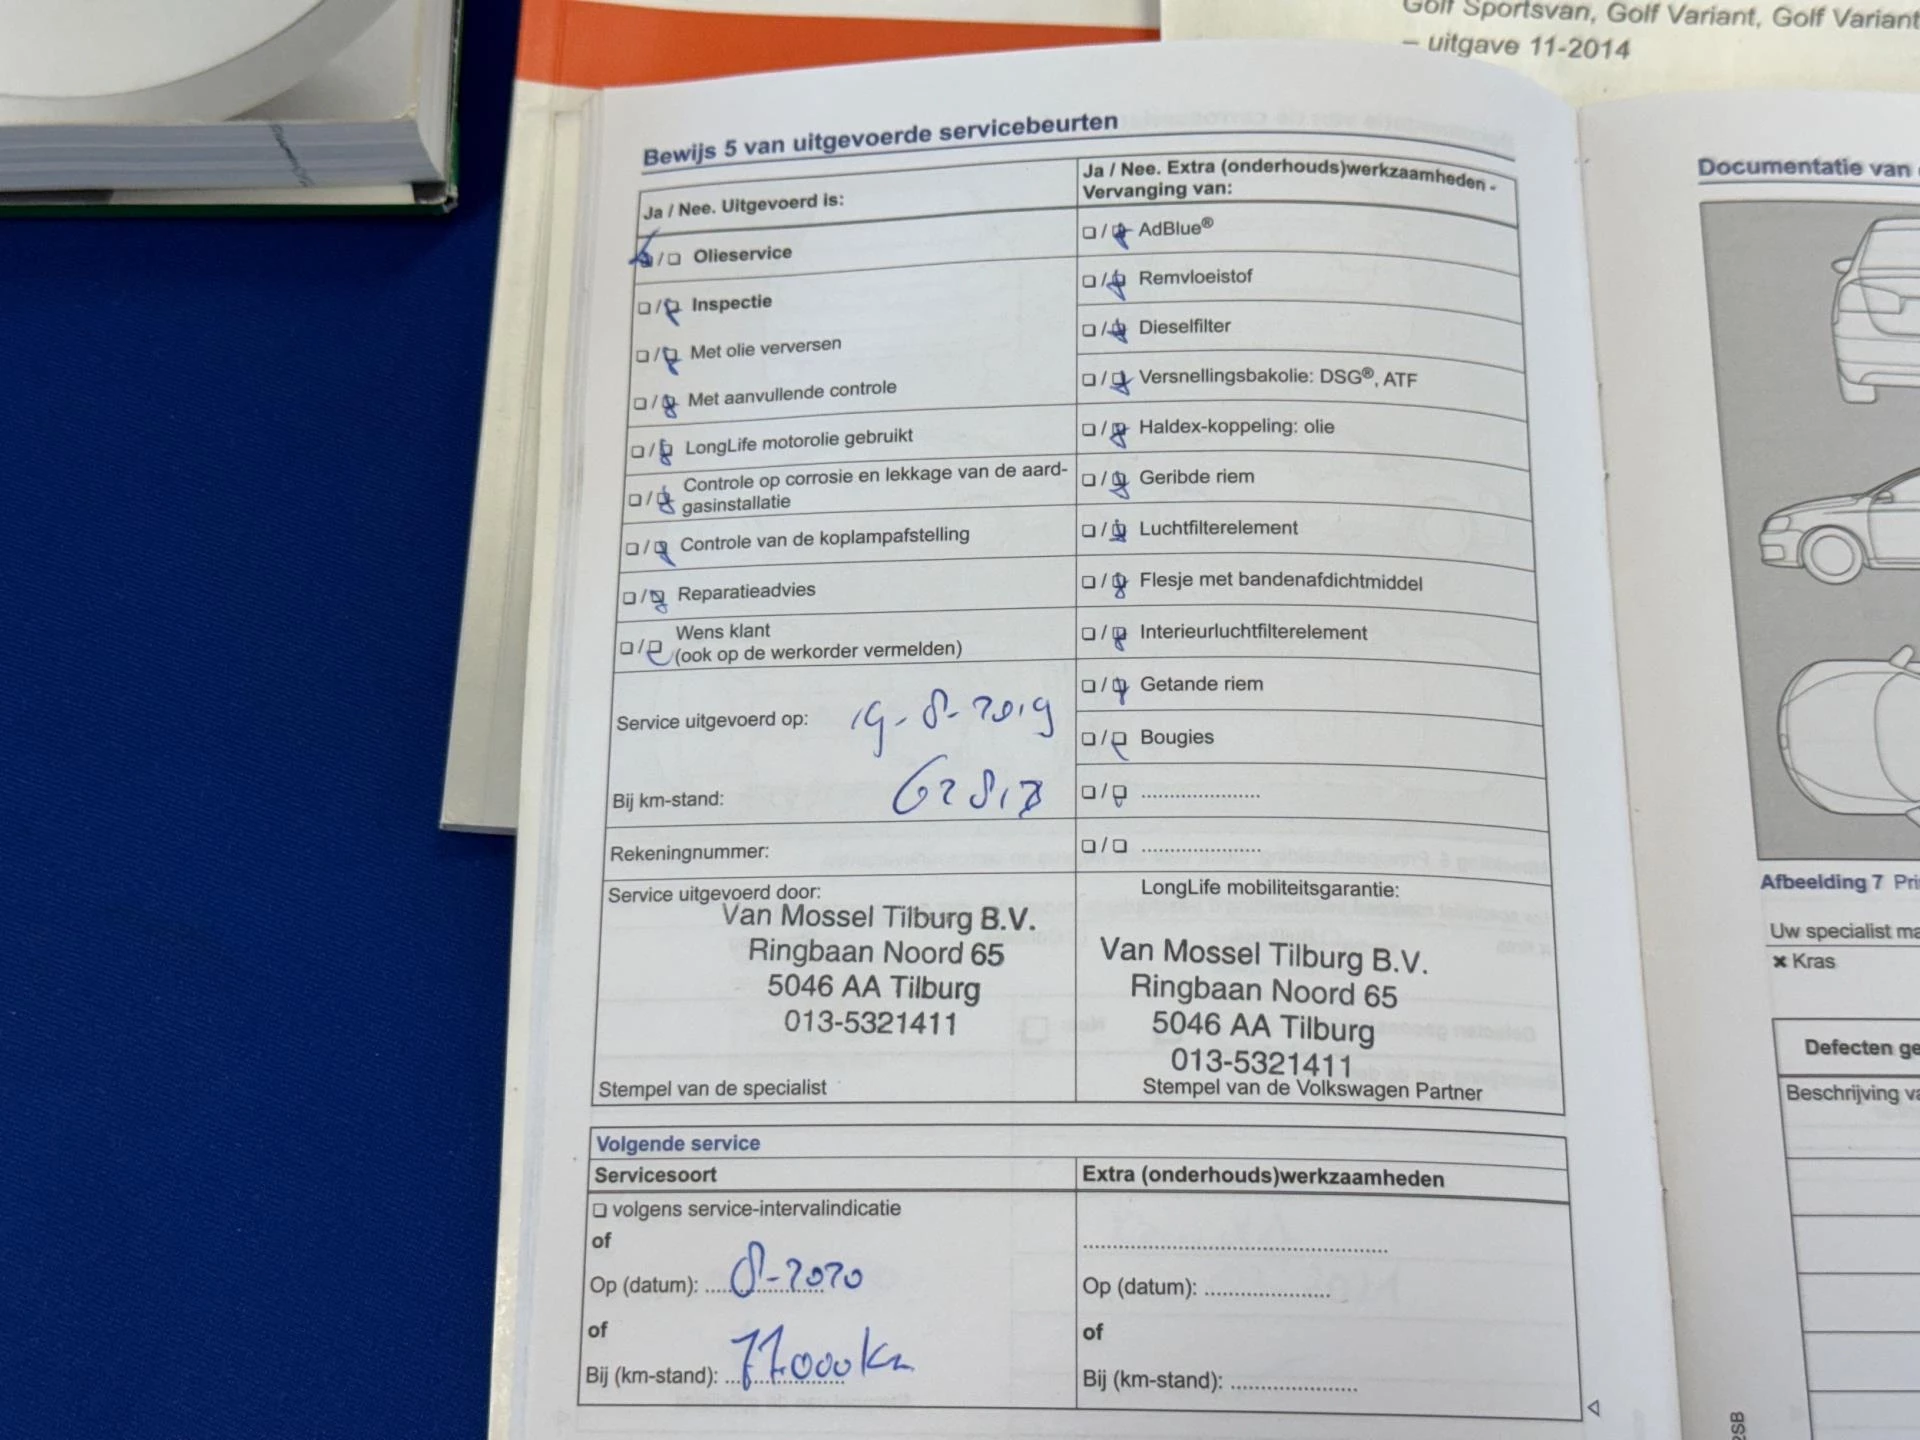 Golf Sportsvan, Golf Variant, Golf Variant
– uitgave 11-2014
Bewijs 5 van uitgevoerde servicebeurten
Ja / Nee. Uitgevoerd is:
Olieservice
Inspectie
Met olie verversen
Met aanvullende controle
LongLife motorolie gebruikt
Controle op corrosie en lekkage van de aard-
gasinstallatie
Controle van de koplampafstelling
Reparatieadvies
Wens klant
(ook op de werkorder vermelden)
Service uitgevoerd op: 19-8-2019
Bij km-stand:
Rekeningnummer:
Ja / Nee. Extra (onderhouds)werkzaamheden -
Vervanging van:
AdBlue®
Remvloeistof
Dieselfilter
Versnellingsbakolie: DSG®, ATF
Haldex-koppeling: olie
Geribde riem
Luchtfilterelement
Flesje met bandenafdichtmiddel
Interieurluchtfilterelement
Getande riem
Bougies
Service uitgevoerd door:
Van Mossel Tilburg B.V.
Ringbaan Noord 65
5046 AA Tilburg
013-5321411
Stempel van de specialist
LongLife mobiliteitsgarantie:
Van Mossel Tilburg B.V.
Ringbaan Noord 65
5046 AA Tilburg
013-5321411
Stempel van de Volkswagen Partner
Volgende service
Servicesoort
volgens service-intervalindicatie
of
Op (datum): 8-2020
of
Bij (km-stand): 77.000 km
Extra (onderhouds)werkzaamheden
Op (datum):
of
Bij (km-stand):
Documentatie van
Afbeelding 7
Uw specialist
× Kras
Defecten
Beschrijving